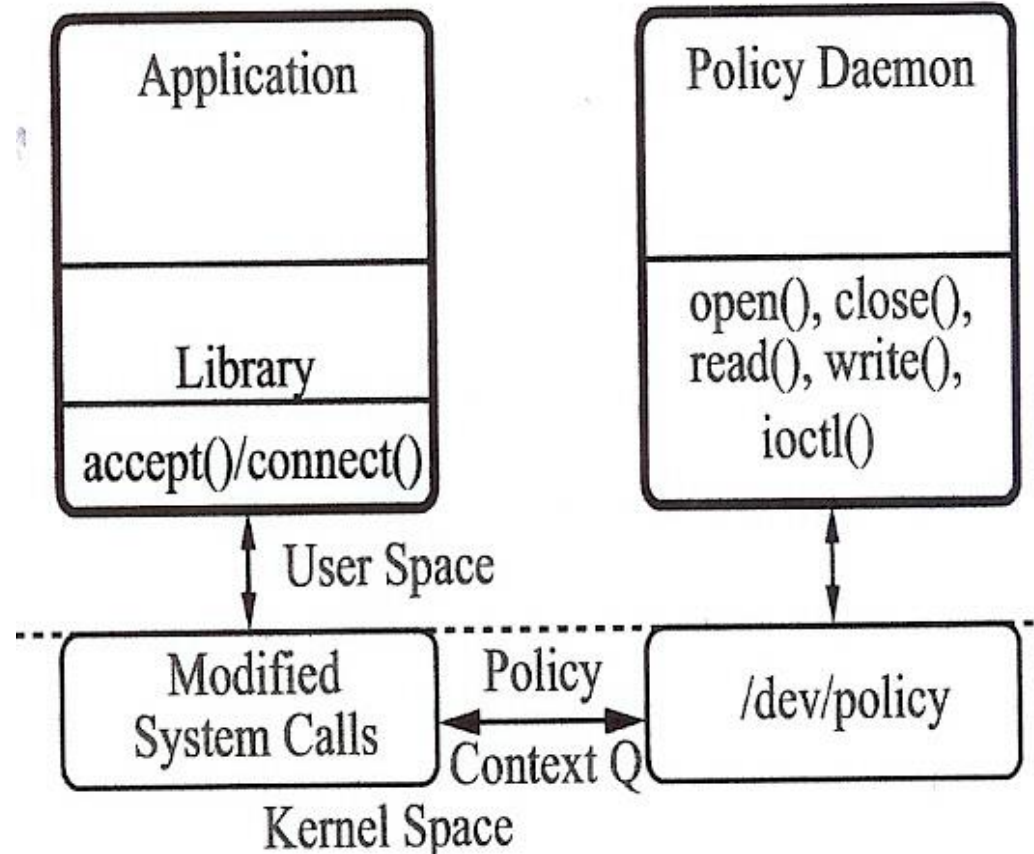 Application
Library
accept()/connect()
Policy Daemon
open(), close(),
read(), write(),
ioctl()
User Space
Modified
System Calls
Policy
Context Q
/dev/policy
Kernel Space